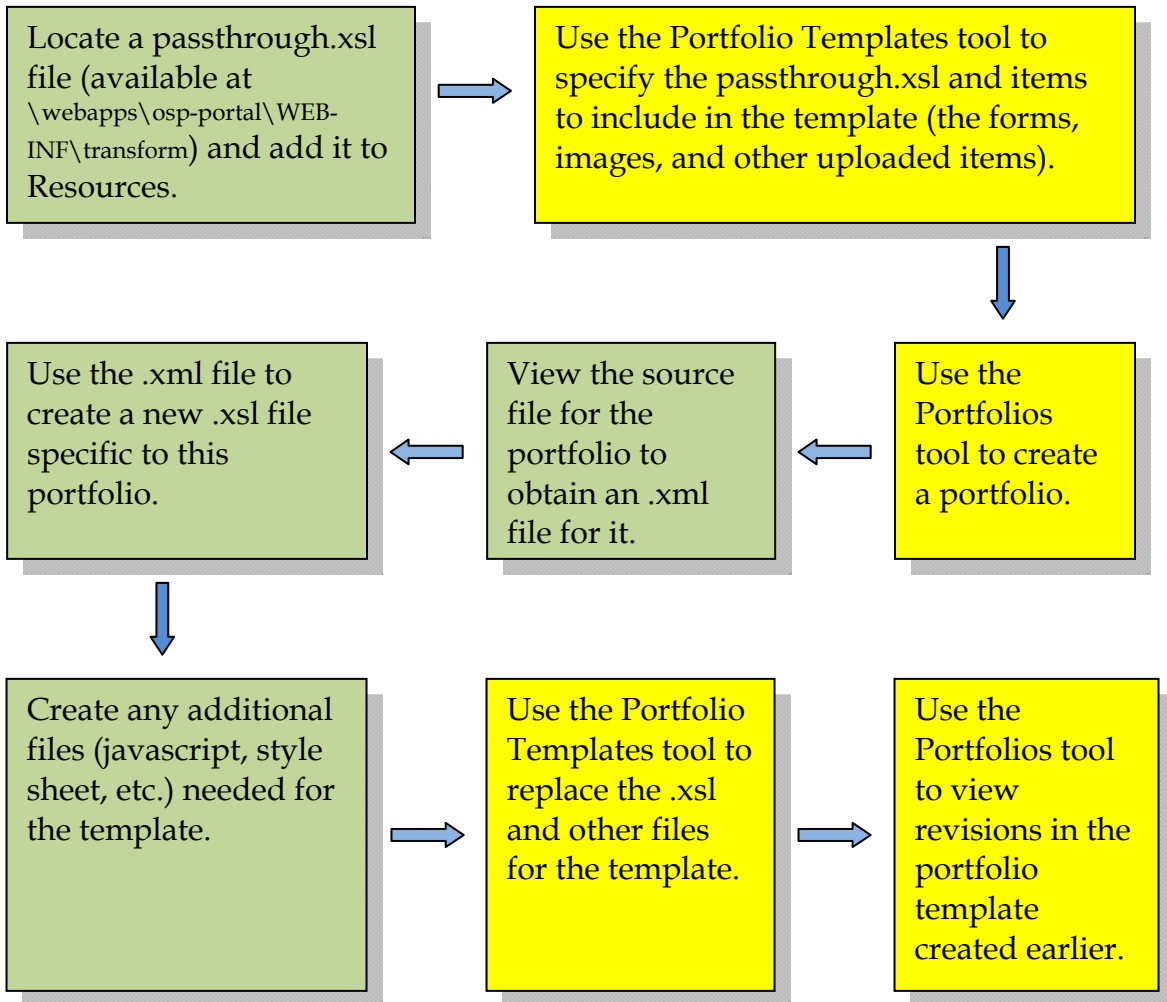 Locate a passthrough.xsl
file (available at
\webapps\osp-portal\WEB-
INF\transform) and add it to
Resources.
Use the Portfolio Templates tool to
specify the passthrough.xsl and items
to include in the template (the forms,
images, and other uploaded items).
Use the
Portfolios
tool to create
a portfolio.
View the source
file for the
portfolio to
obtain an .xml
file for it.
Use the .xml file to
create a new .xsl file
specific to this
portfolio.
Create any additional
files (javascript, style
sheet, etc.) needed for
the template.
Use the Portfolio
Templates tool to
replace the .xsl
and other files
for the template.
Use the
Portfolios tool
to view
revisions in the
portfolio
template
created earlier.